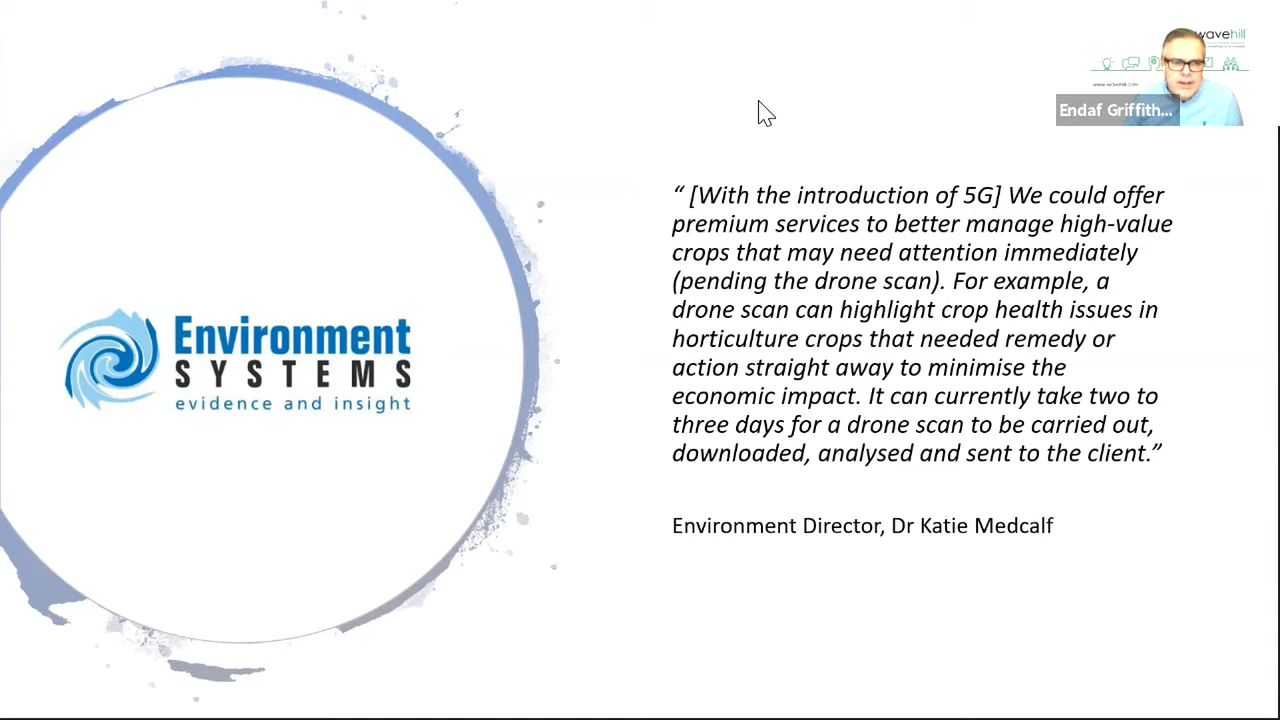 wavehill
www.wavehill.com
Endaf Griffith...
“ [With the introduction of 5G] We could offer
premium services to better manage high-value
crops that may need attention immediately
(pending the drone scan). For example, a
drone scan can highlight crop health issues in
horticulture crops that needed remedy or
action straight away to minimise the
economic impact. It can currently take two to
three days for a drone scan to be carried out,
downloaded, analysed and sent to the client.”
Environment Director, Dr Katie Medcalf
Environment
SYSTEMS
evidence and insight